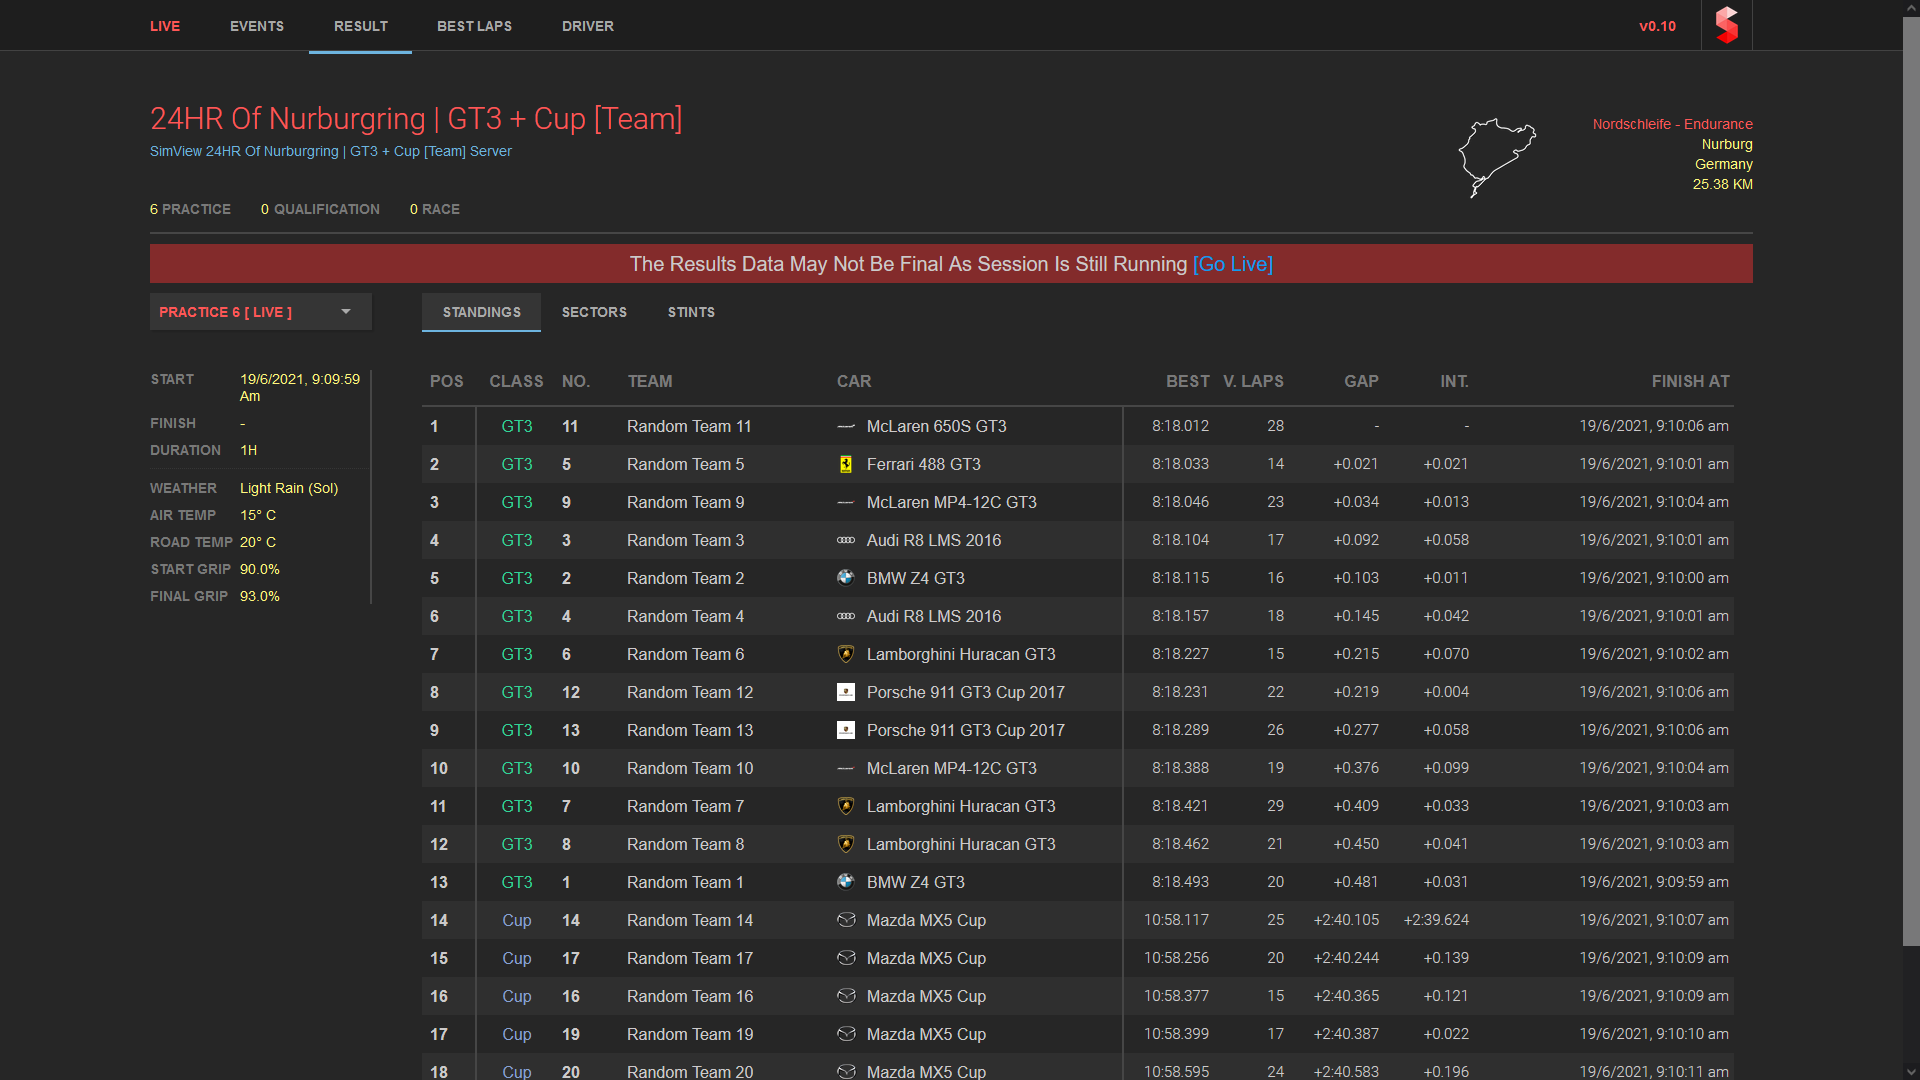 LIVE EVENTS RESULT BEST LAPS DRIVER v0.10
24HR Of Nurburgring | GT3 + Cup [Team]
SimView 24HR Of Nurburgring | GT3 + Cup [Team] Server
Nordschleife - Endurance
Nurburg
Germany
25.38 KM
6 PRACTICE 0 QUALIFICATION 0 RACE
The Results Data May Not Be Final As Session Is Still Running [Go Live]
PRACTICE 6 [ LIVE ]
STANDINGS SECTORS STINTS
START 19/6/2021, 9:09:59 Am
FINISH -
DURATION 1H
WEATHER Light Rain (Sol)
AIR TEMP 15° C
ROAD TEMP 20° C
START GRIP 90.0%
FINAL GRIP 93.0%
POS CLASS NO. TEAM CAR BEST V. LAPS GAP INT. FINISH AT
1 GT3 11 Random Team 11 McLaren 650S GT3 8:18.012 28 - - 19/6/2021, 9:10:06 am
2 GT3 5 Random Team 5 Ferrari 488 GT3 8:18.033 14 +0.021 +0.021 19/6/2021, 9:10:01 am
3 GT3 9 Random Team 9 McLaren MP4-12C GT3 8:18.046 23 +0.034 +0.013 19/6/2021, 9:10:04 am
4 GT3 3 Random Team 3 Audi R8 LMS 2016 8:18.104 17 +0.092 +0.058 19/6/2021, 9:10:01 am
5 GT3 2 Random Team 2 BMW Z4 GT3 8:18.115 16 +0.103 +0.011 19/6/2021, 9:10:00 am
6 GT3 4 Random Team 4 Audi R8 LMS 2016 8:18.157 18 +0.145 +0.042 19/6/2021, 9:10:01 am
7 GT3 6 Random Team 6 Lamborghini Huracan GT3 8:18.227 15 +0.215 +0.070 19/6/2021, 9:10:02 am
8 GT3 12 Random Team 12 Porsche 911 GT3 Cup 2017 8:18.231 22 +0.219 +0.004 19/6/2021, 9:10:06 am
9 GT3 13 Random Team 13 Porsche 911 GT3 Cup 2017 8:18.289 26 +0.277 +0.058 19/6/2021, 9:10:06 am
10 GT3 10 Random Team 10 McLaren MP4-12C GT3 8:18.388 19 +0.376 +0.099 19/6/2021, 9:10:04 am
11 GT3 7 Random Team 7 Lamborghini Huracan GT3 8:18.421 29 +0.409 +0.033 19/6/2021, 9:10:03 am
12 GT3 8 Random Team 8 Lamborghini Huracan GT3 8:18.462 21 +0.450 +0.041 19/6/2021, 9:10:03 am
13 GT3 1 Random Team 1 BMW Z4 GT3 8:18.493 20 +0.481 +0.031 19/6/2021, 9:09:59 am
14 Cup 14 Random Team 14 Mazda MX5 Cup 10:58.117 25 +2:40.105 +2:39.624 19/6/2021, 9:10:07 am
15 Cup 17 Random Team 17 Mazda MX5 Cup 10:58.256 20 +2:40.244 +0.139 19/6/2021, 9:10:09 am
16 Cup 16 Random Team 16 Mazda MX5 Cup 10:58.377 15 +2:40.365 +0.121 19/6/2021, 9:10:09 am
17 Cup 19 Random Team 19 Mazda MX5 Cup 10:58.399 17 +2:40.387 +0.022 19/6/2021, 9:10:10 am
18 Cup 20 Random Team 20 Mazda MX5 Cup 10:58.595 24 +2:40.583 +0.196 19/6/2021, 9:10:11 am